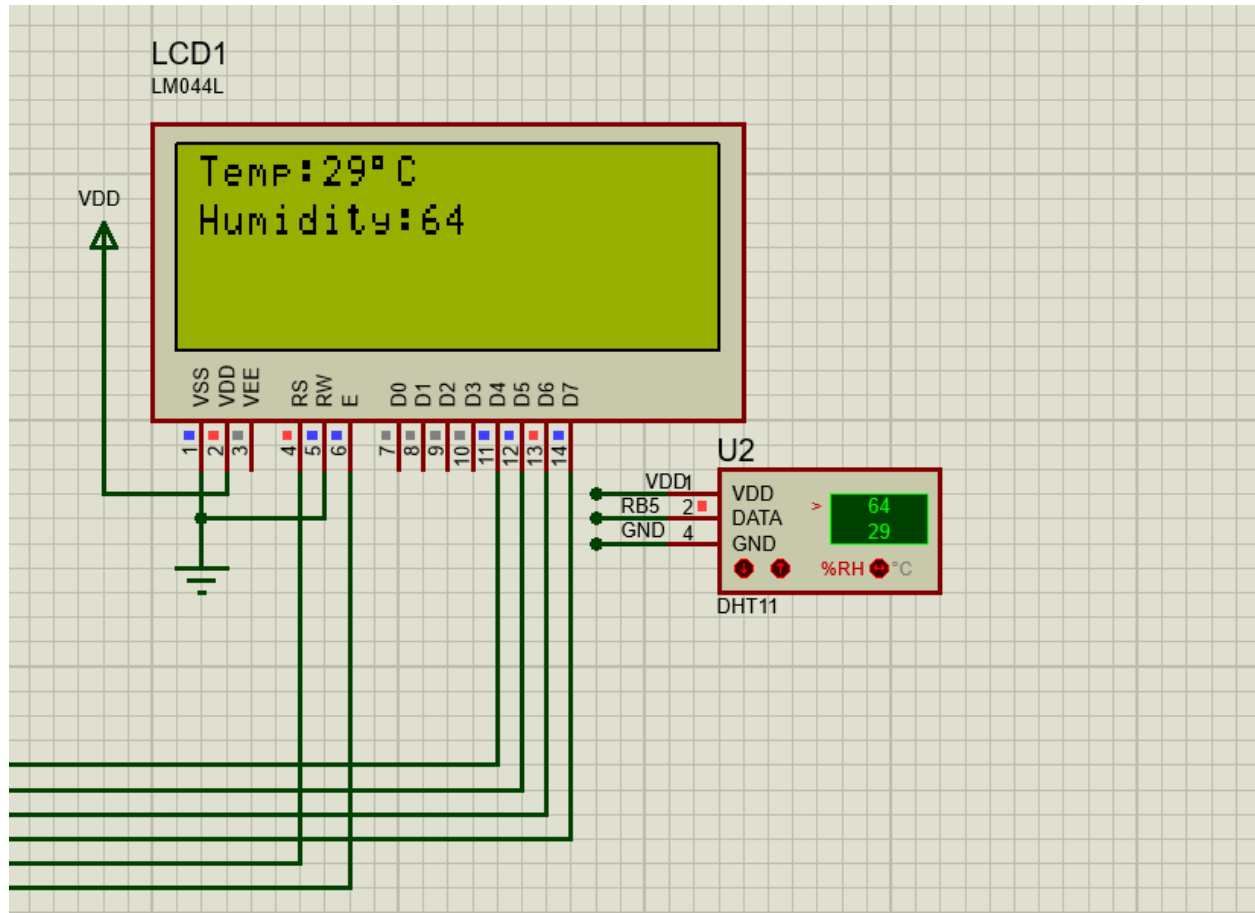 LCD1
LM044L
Temp:29°C
Humidity:64
VDD
VSS
VDD
VEE
RS
RW
E
D0
D1
D2
D3
D4
D5
D6
D7
1
2
3
4
5
6
7
8
9
10
11
12
13
14
U2
VDD 1 VDD
RB5 2 DATA > 64
GND 4 GND 29
%RH °C
DHT11